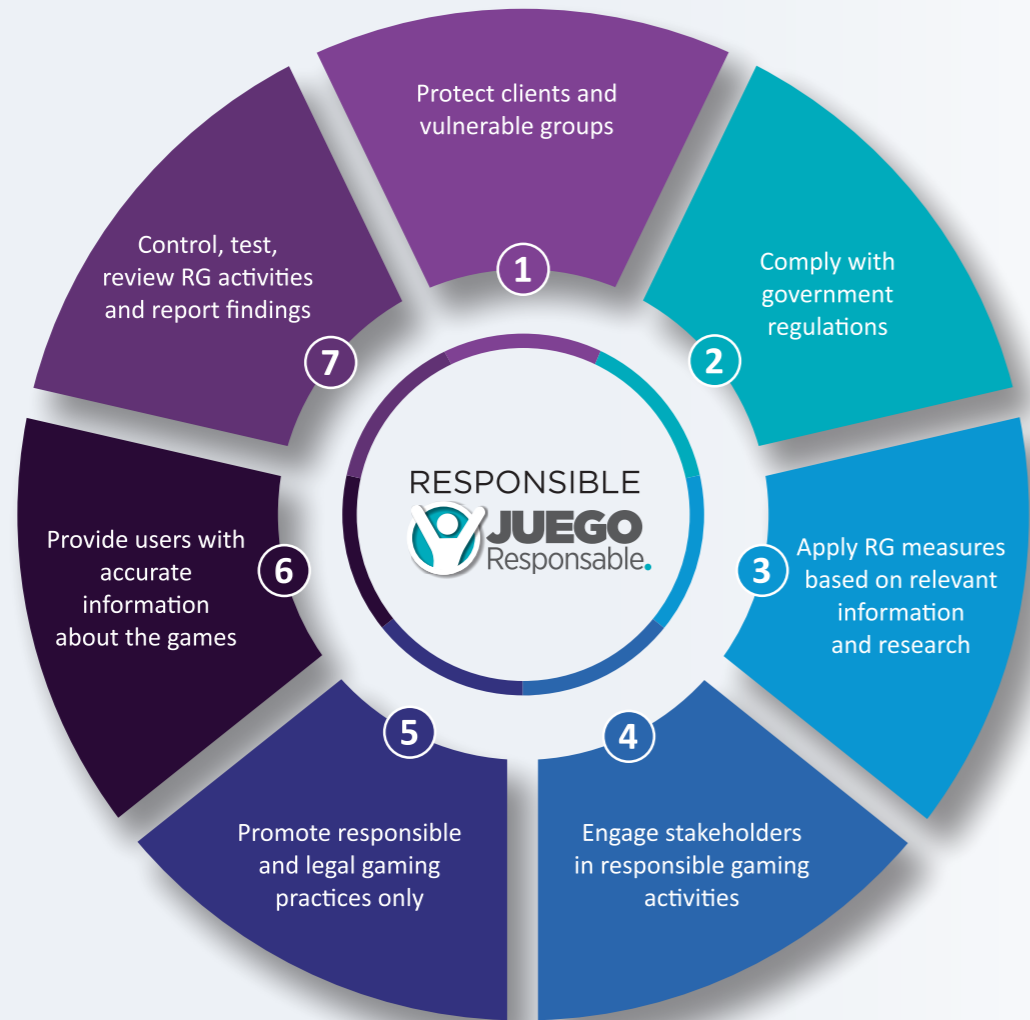 Protect clients and
vulnerable groups
1
Comply with
government
regulations
2
Apply RG measures
based on relevant
information
and research
3
Engage stakeholders
in responsible gaming
activities
4
Promote responsible
and legal gaming
practices only
5
Provide users with
accurate
information
about the games
6
Control, test,
review RG activities
and report findings
7
RESPONSIBLE
JUEGO
Responsable.